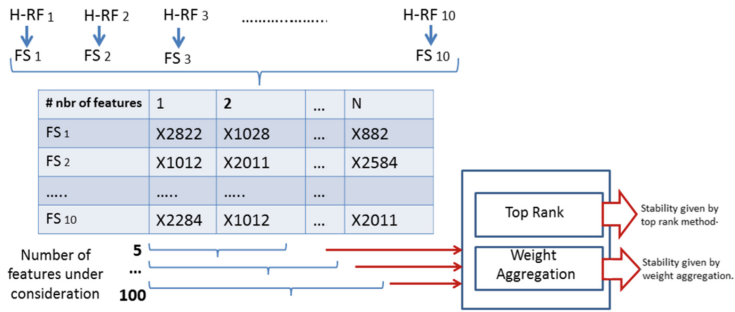 H-RF 1 H-RF 2 H-RF 3 ..................... H-RF 10
FS 1 FS 2 FS 3 FS 10
# nbr of features 1 2 ... N
FS 1 X2822 X1028 ... X882
FS 2 X1012 X2011 ... X2584
..... ..... ..... ...
FS 10 X2284 X1012 ... X2011
Number of
features under
consideration
5
...
100
Top Rank
Weight
Aggregation
Stability given by
top rank method-
Stability given by
weight aggregation.